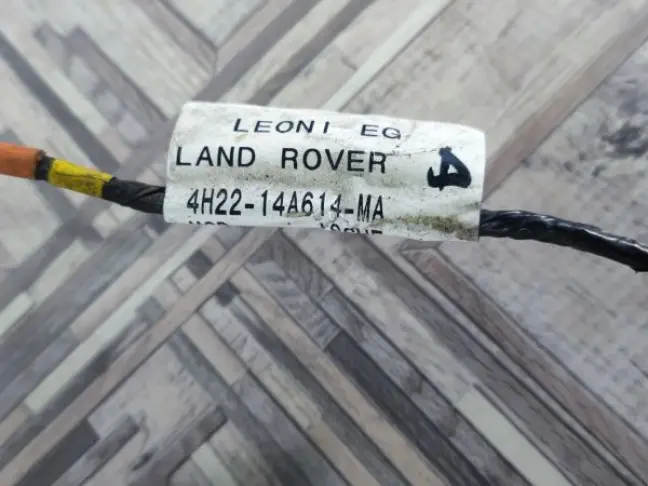 LEONI EG
LAND ROVER
4H22-14A614-MA